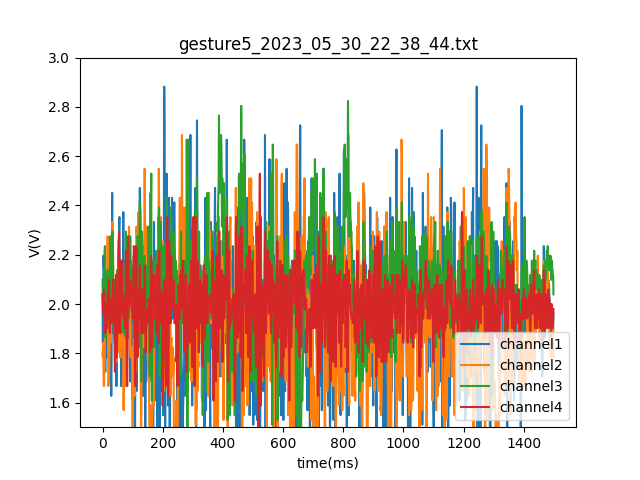 gesture5_2023_05_30_22_38_44.txt
3.0
2.8
2.6
2.4
2.2
2.0
1.8
1.6
V(V)
channel1
channel2
channel3
channel4
0 200 400 600 800 1000 1200 1400
time(ms)